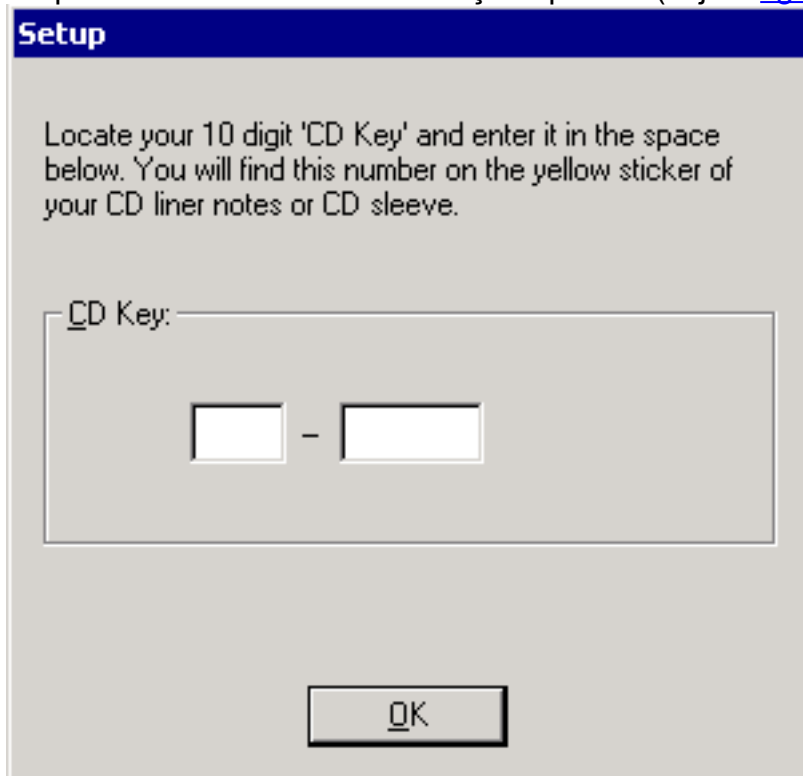 Setup
Locate your 10 digit 'CD Key' and enter it in the space
below. You will find this number on the yellow sticker of
your CD liner notes or CD sleeve.
CD Key:
-
OK